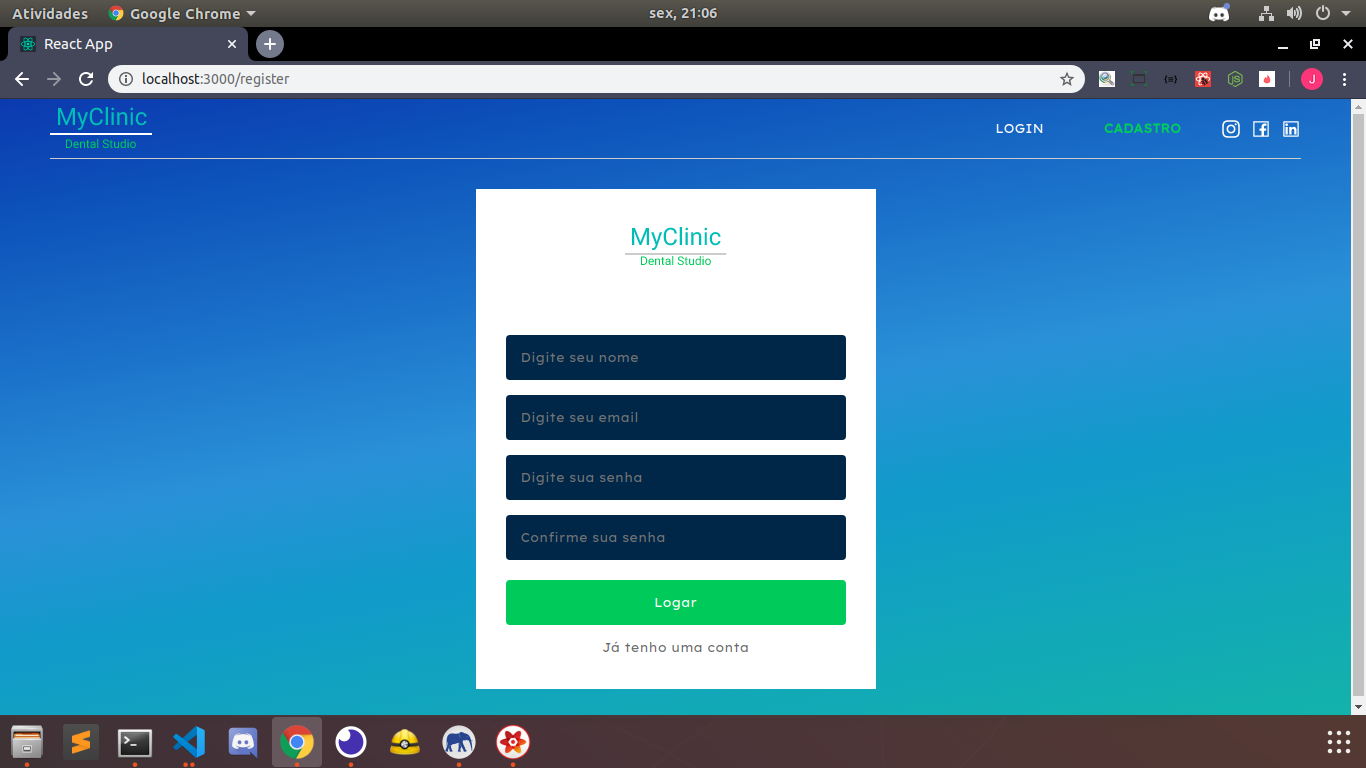 Atividades Google Chrome sex, 21:06
React App
localhost:3000/register J
MyClinic
Dental Studio
LOGIN CADASTRO
MyClinic
Dental Studio
Digite seu nome
Digite seu email
Digite sua senha
Confirme sua senha
Logar
Já tenho uma conta